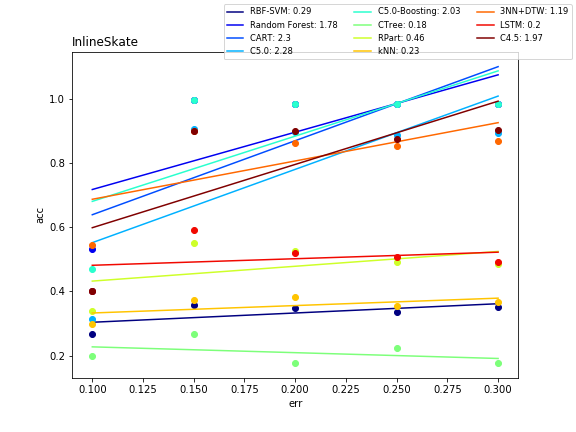 RBF-SVM: 0.29 C5.0-Boosting: 2.03 3NN+DTW: 1.19
Random Forest: 1.78 CTree: 0.18 LSTM: 0.2
CART: 2.3 RPart: 0.46 C4.5: 1.97
C5.0: 2.28 kNN: 0.23
InlineSkate
1.0
0.8
0.6
0.4
0.2
acc
0.100 0.125 0.150 0.175 0.200 0.225 0.250 0.275 0.300
err